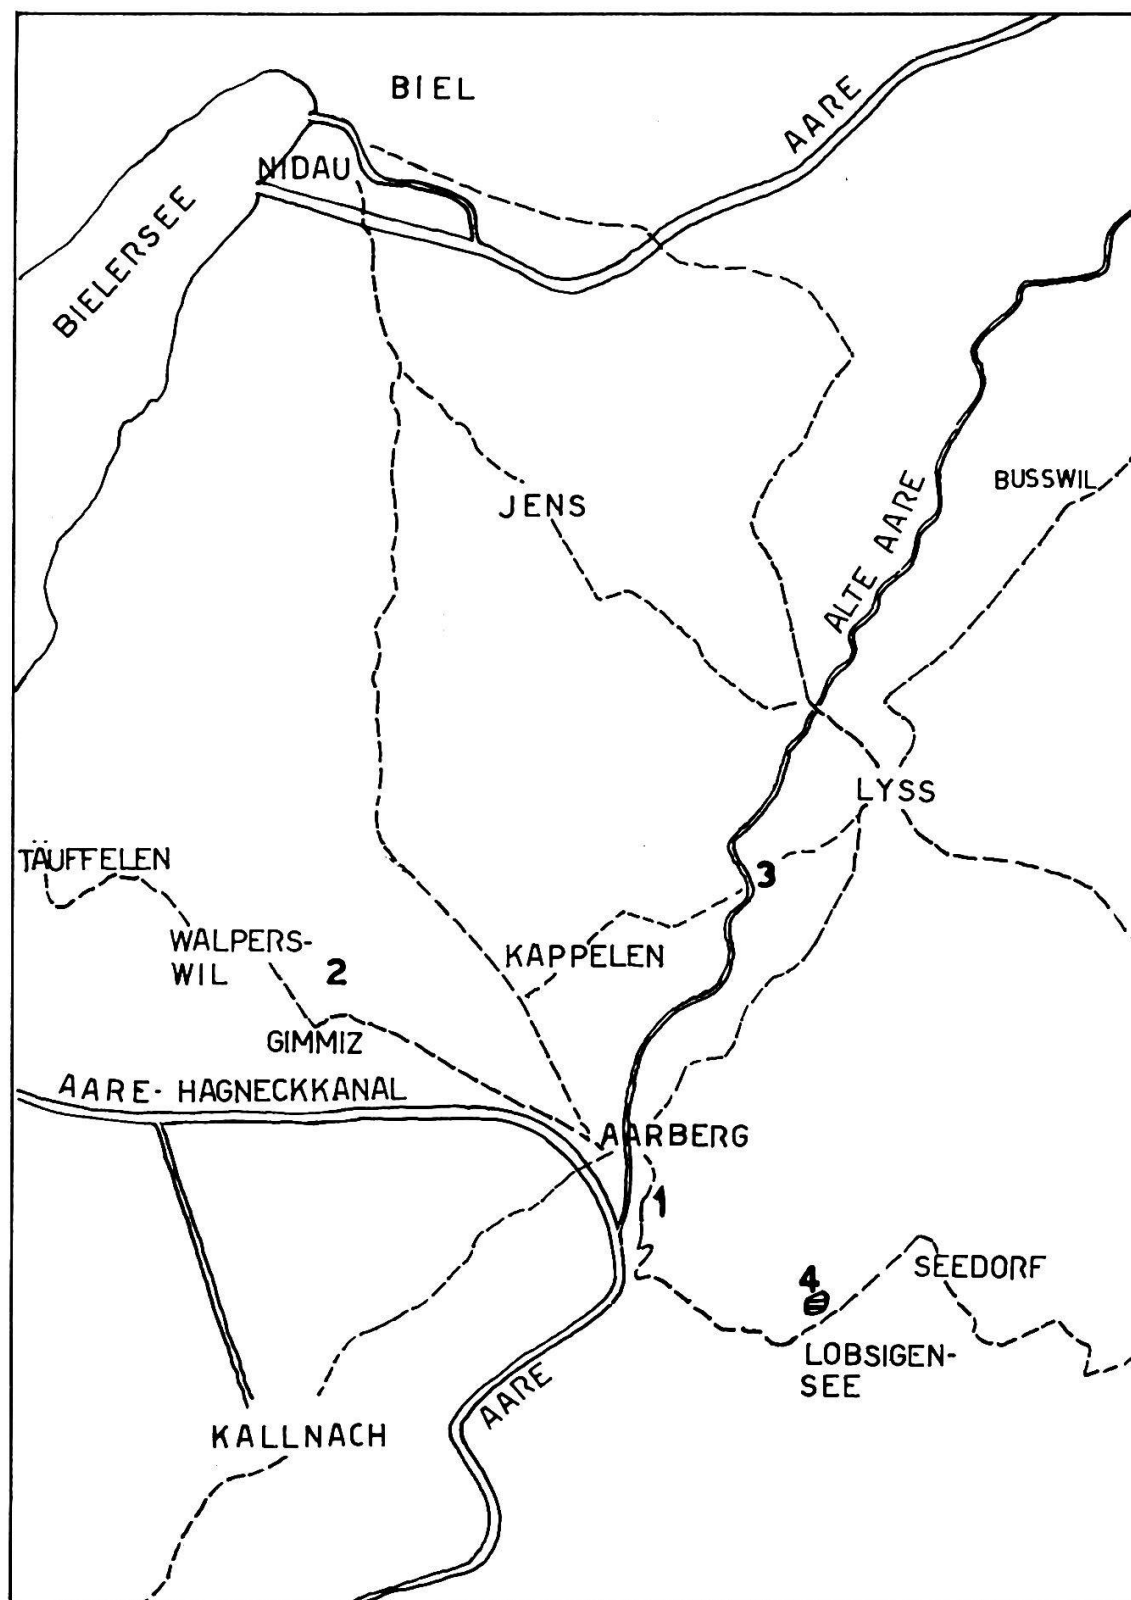 BIEL
AARE
NIDAU
BIELERSEE
BUSSWIL
JENS
ALTE AARE
LYSS
TÄUFFELEN
3
WALPERS-
WIL
2
KAPPELEN
GIMMIZ
AARE-HAGNECKKANAL
AARBERG
1
4
SEEDORF
LOBSIGEN-
SEE
AARE
KALLNACH